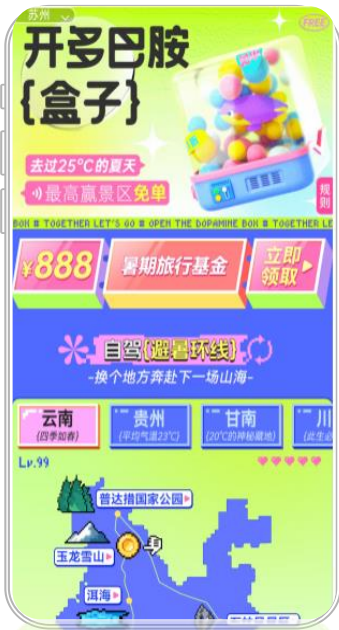 苏州
FREE
开多巴胺
{盒子}
去过25°C的夏天
最高赢景区免单
规则
BOX TOGETHER LET'S GO OPEN THE DOPAMINE BOX TOGETHER LE
¥888
暑期旅行基金
立即
领取
自驾(避暑环线)
-换个地方奔赴下一场山海-
云南
(四季如春)
贵州
(平均气温23°C)
甘南
(20°C的神秘藏地)
川
(此生必
Lv.99
普达措国家公园
玉龙雪山
洱海